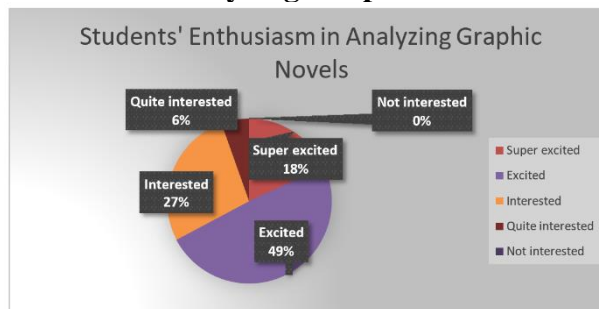 Students' Enthusiasm in Analyzing Graphic
Novels
Quite interested
6%
Not interested
0%
Super excited
18%
Interested
27%
Excited
49%
Super excited
Excited
Interested
Quite interested
Not interested